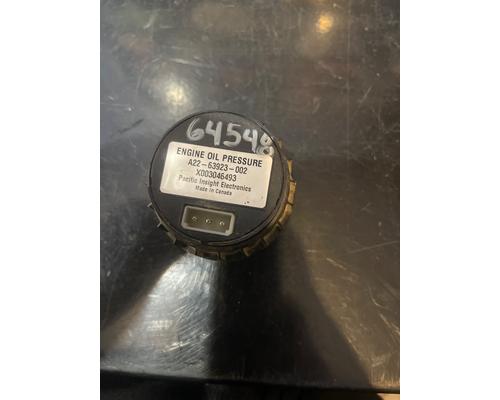 64548
ENGINE OIL PRESSURE
A22-63923-002
X003046493
Pacific Insight Electronics
Made in Canada